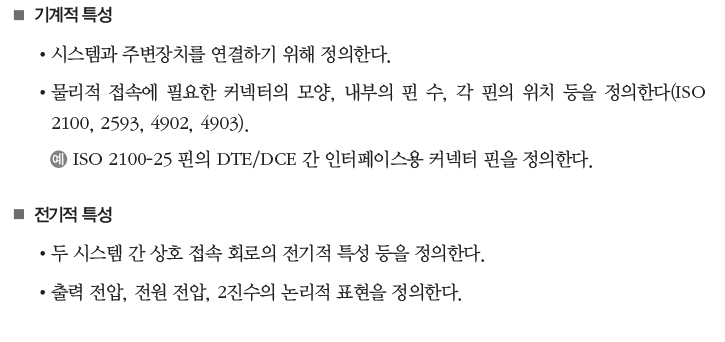 ■ 기계적 특성
• 시스템과 주변장치를 연결하기 위해 정의한다.
• 물리적 접속에 필요한 커넥터의 모양, 내부의 핀 수, 각 핀의 위치 등을 정의한다(ISO
2100, 2593, 4902, 4903).
예 ISO 2100-25 핀의 DTE/DCE 간 인터페이스용 커넥터 핀을 정의한다.
■ 전기적 특성
• 두 시스템 간 상호 접속 회로의 전기적 특성 등을 정의한다.
• 출력 전압, 전원 전압, 2진수의 논리적 표현을 정의한다.